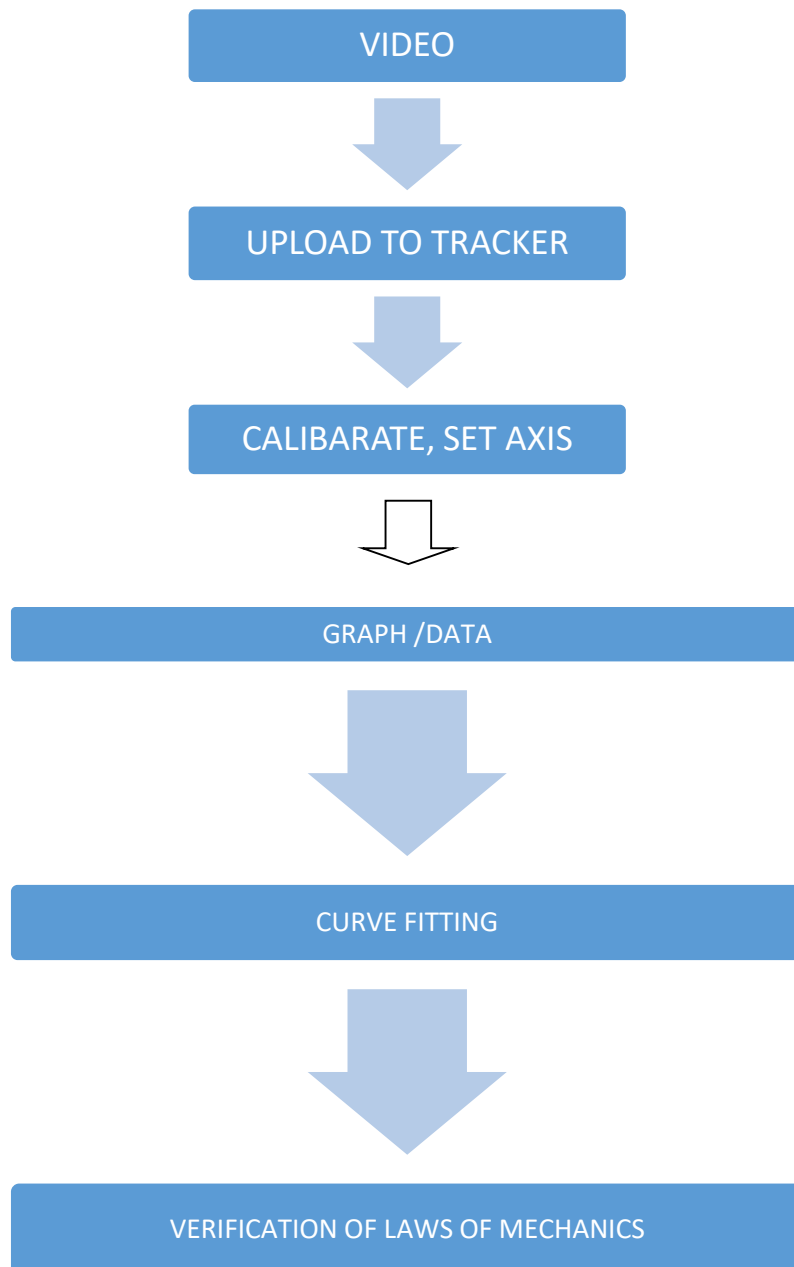 VIDEO
UPLOAD TO TRACKER
CALIBARATE, SET AXIS
GRAPH /DATA
CURVE FITTING
VERIFICATION OF LAWS OF MECHANICS